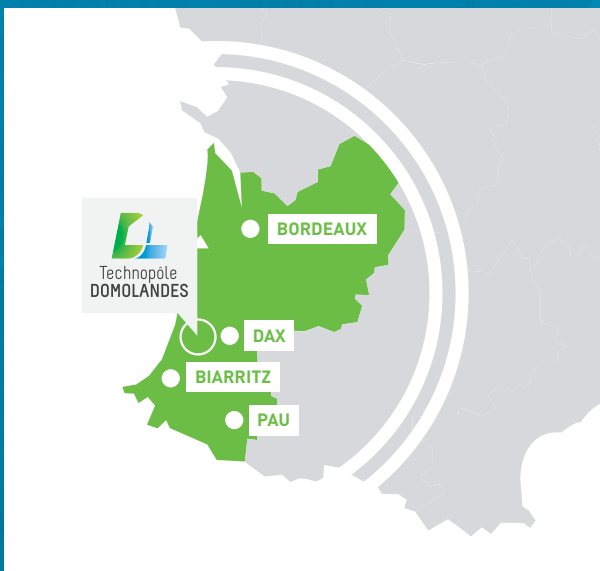 BORDEAUX
Technopôle
DOMOLANDES
DAX
BIARRITZ
PAU